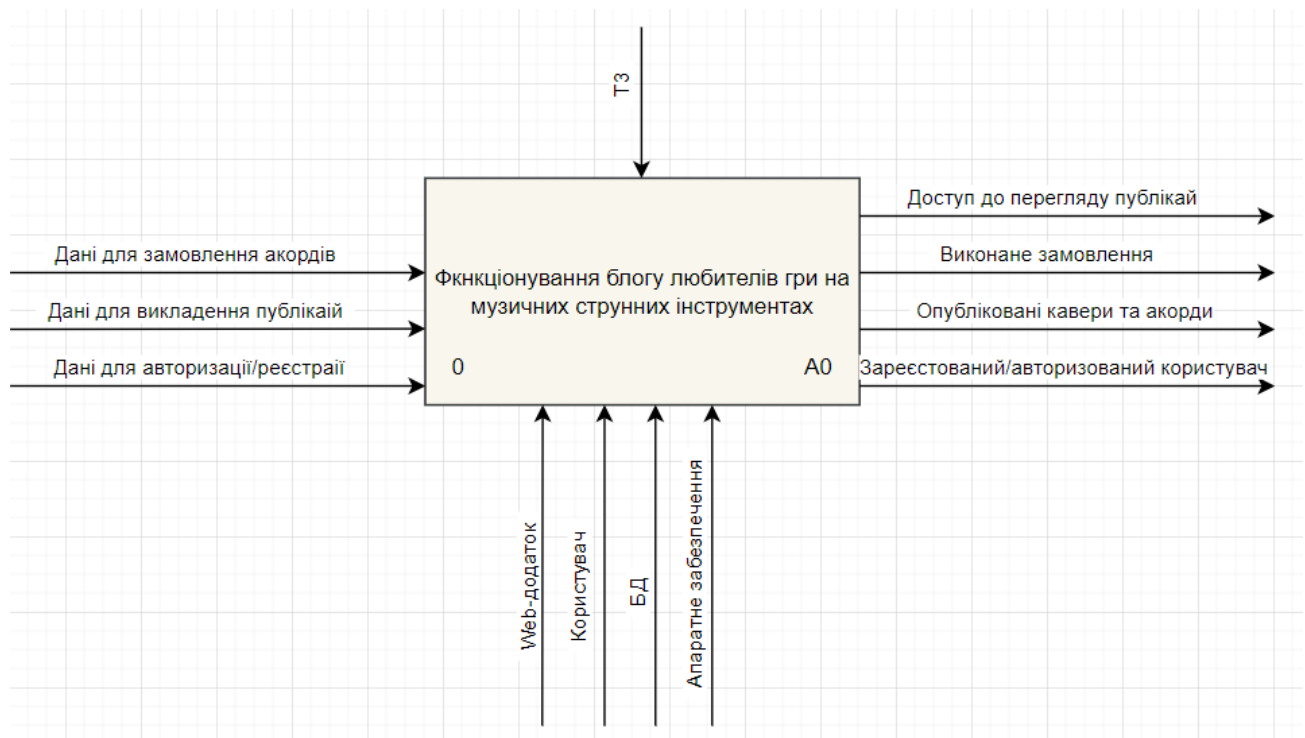 ТЗ
Доступ до перегляду публікай
Дані для замовлення акордів
Виконане замовлення
Фкнкціонування блогу любителів гри на
музичних струнних інструментах
Дані для викладення публікаій
Опубліковані кавери та акорди
Дані для авторизації/реєстраії
0
A0
Зареєстований/авторизований користувач
Web-додаток
Користувач
БД
Апаратне забезпечення